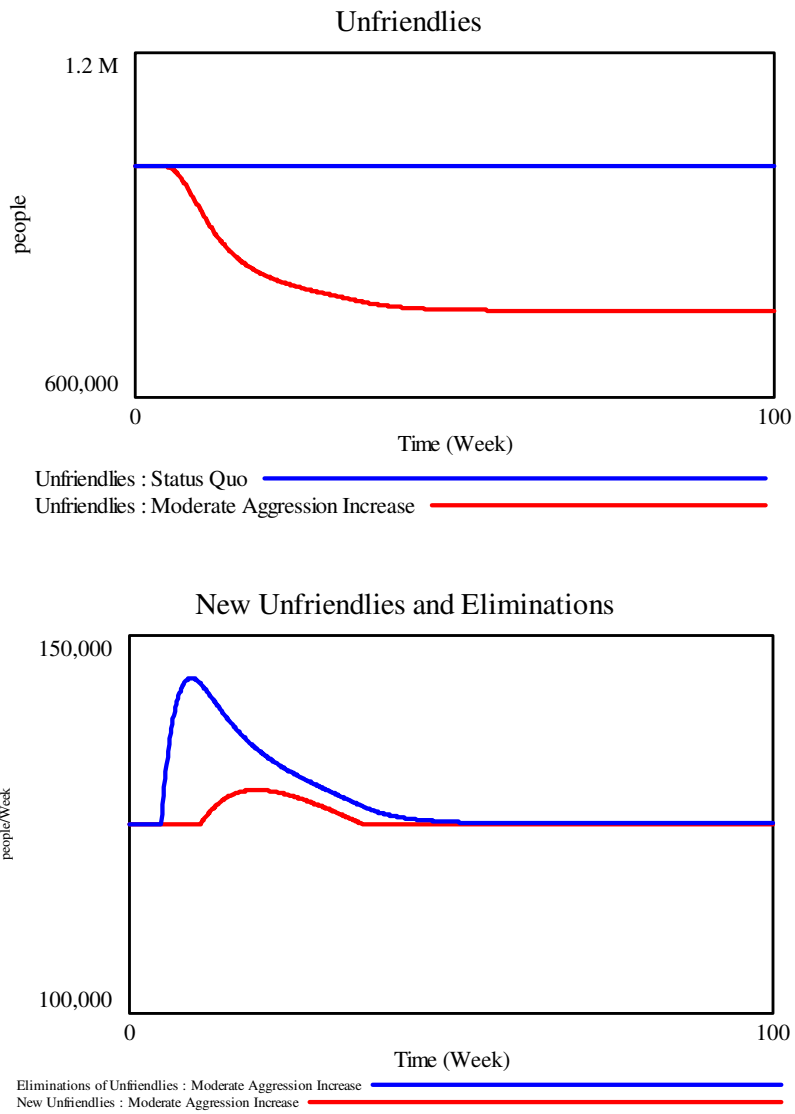 Unfriendlies
1.2 M
people
600,000
0 100
Time (Week)
Unfriendlies : Status Quo
Unfriendlies : Moderate Aggression Increase
New Unfriendlies and Eliminations
150,000
people/Week
100,000
0 100
Time (Week)
Eliminations of Unfriendlies : Moderate Aggression Increase
New Unfriendlies : Moderate Aggression Increase